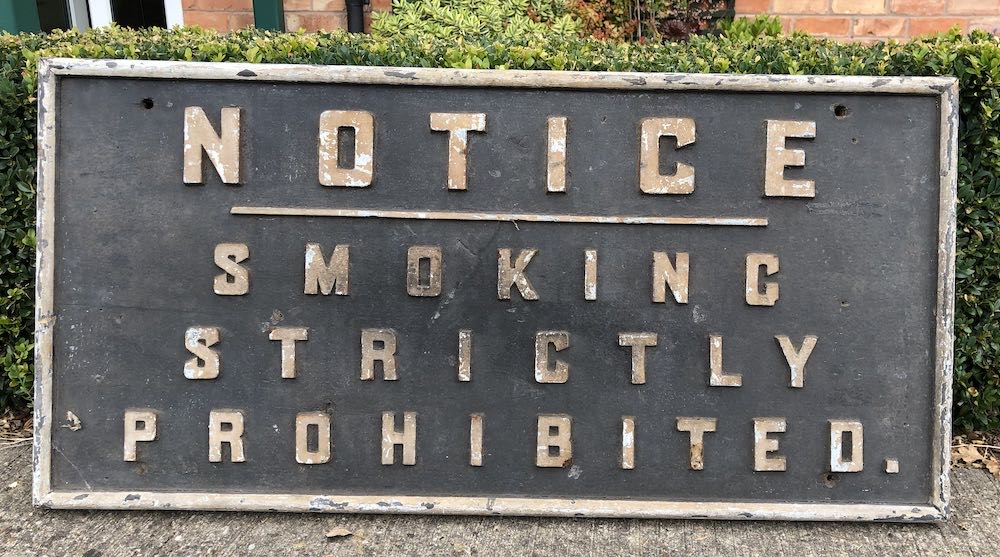 NOTICE
SMOKING
STRICTLY
PROHIBITED.